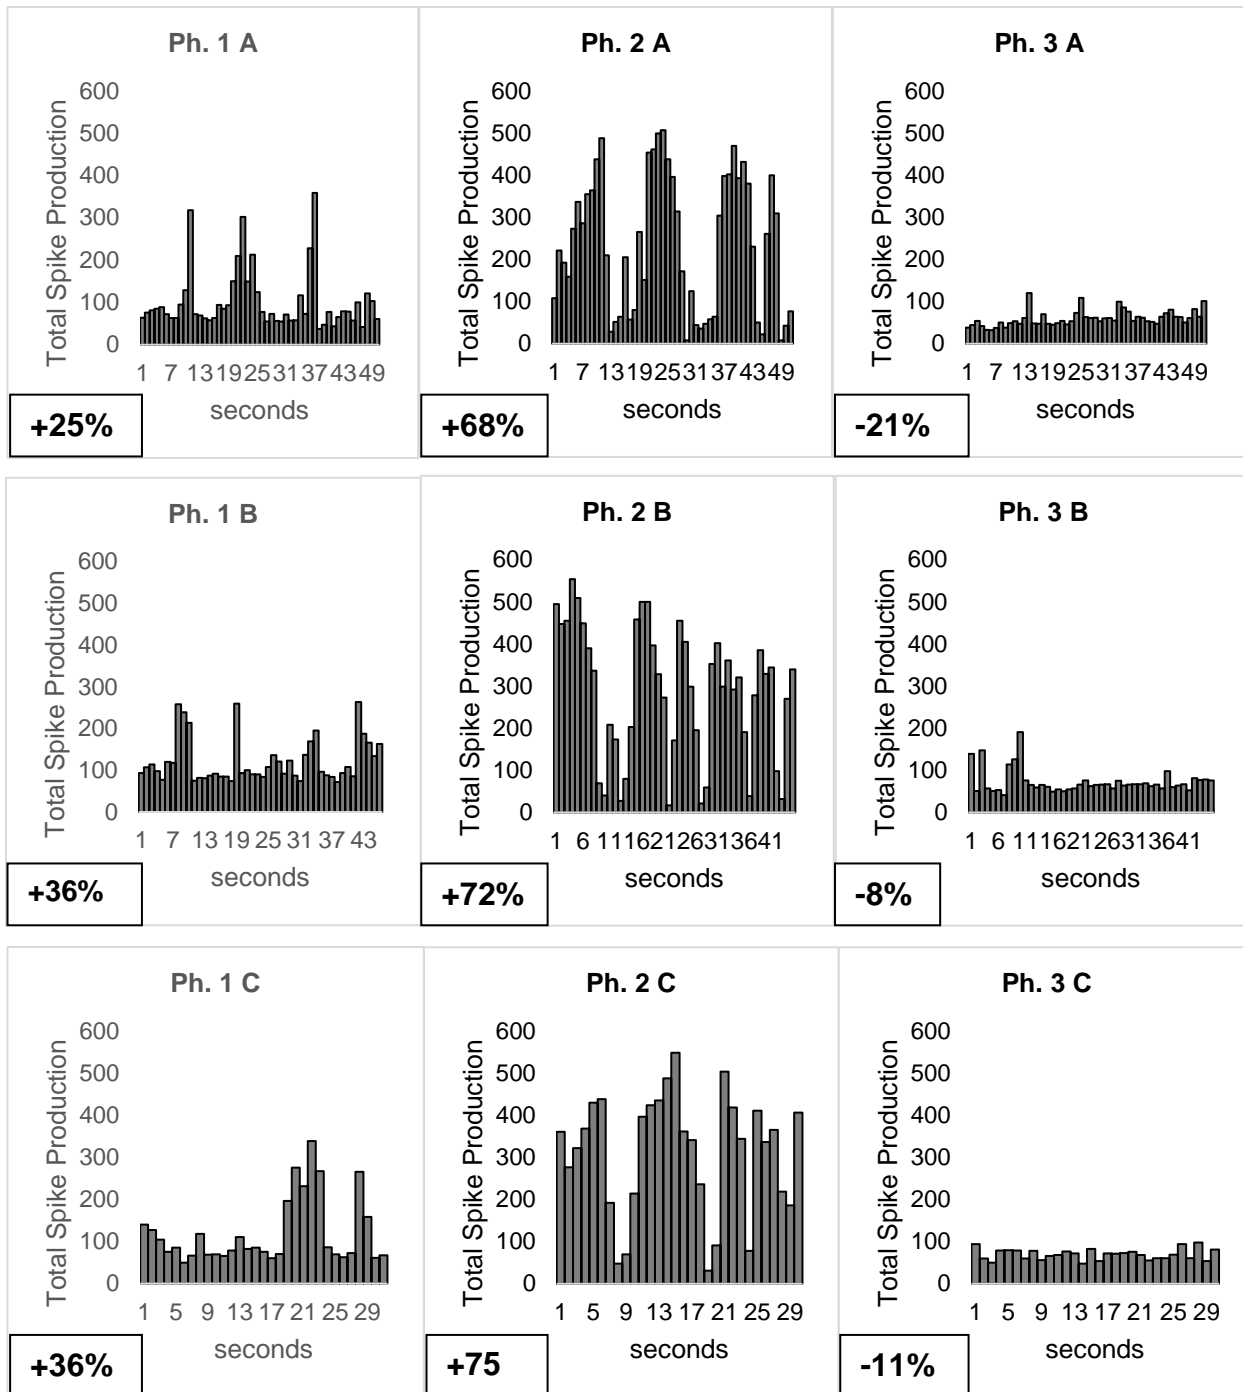 Ph. 1 A
Total Spike Production
600
500
400
300
200
100
0
1 7 13 19 25 31 37 43 49
seconds
+25%
Ph. 2 A
Total Spike Production
600
500
400
300
200
100
0
1 7 13 19 25 31 37 43 49
seconds
+68%
Ph. 3 A
Total Spike Production
600
500
400
300
200
100
0
1 7 13 19 25 31 37 43 49
seconds
-21%
Ph. 1 B
Total Spike Production
600
500
400
300
200
100
0
1 7 13 19 25 31 37 43
seconds
+36%
Ph. 2 B
Total Spike Production
600
500
400
300
200
100
0
1 6 11 16 21 26 31 36 41
seconds
+72%
Ph. 3 B
Total Spike Production
600
500
400
300
200
100
0
1 6 11 16 21 26 31 36 41
seconds
-8%
Ph. 1 C
Total Spike Production
600
500
400
300
200
100
0
1 5 9 13 17 21 25 29
seconds
+36%
Ph. 2 C
Total Spike Production
600
500
400
300
200
100
0
1 5 9 13 17 21 25 29
seconds
+75
Ph. 3 C
Total Spike Production
600
500
400
300
200
100
0
1 5 9 13 17 21 25 29
seconds
-11%